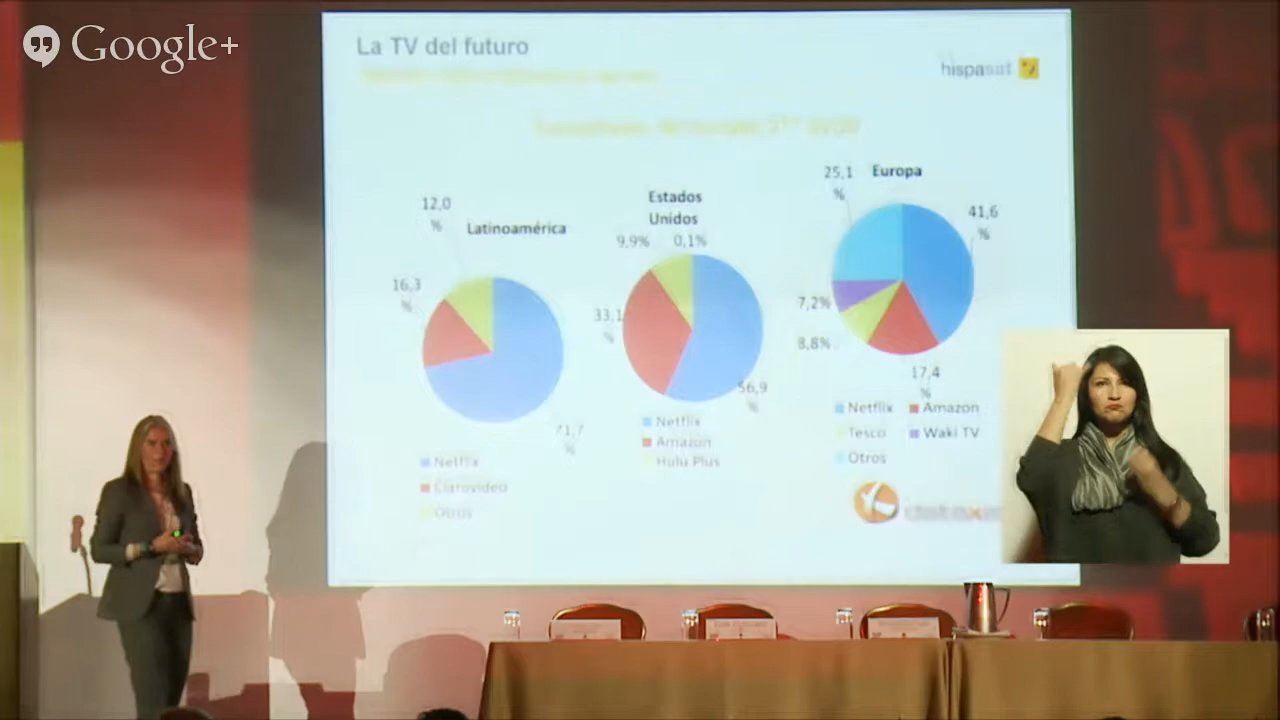 Google+
La TV del futuro
hispasat
Latinoamérica
12,0
%
16,3
%
71,7
%
Netflix
Clarovideo
Otros
Estados
Unidos
9,9%
0,1%
33,1
%
56,9
%
Netflix
Amazon
Hulu Plus
Europa
25,1
%
41,6
%
7,2%
8,8%
17,4
%
Netflix Amazon
Tesco Waki TV
Otros